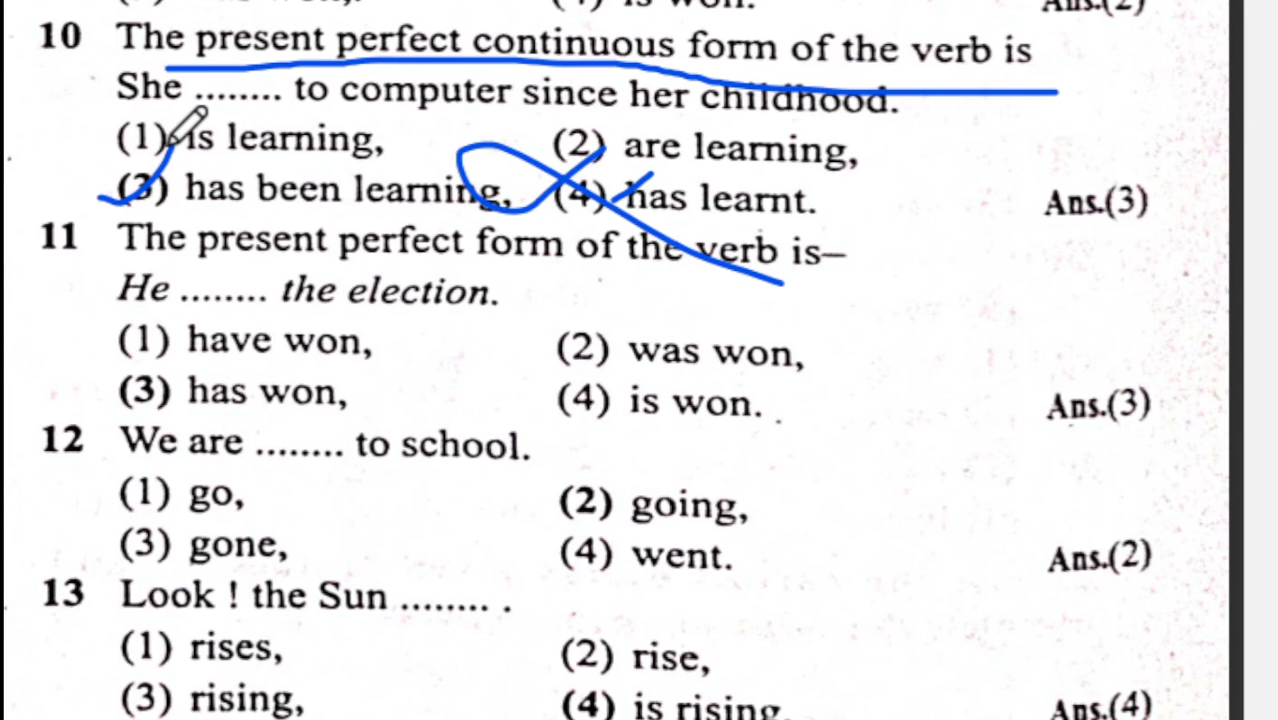 Ans.(2)
10 The present perfect continuous form of the verb is
She ........ to computer since her childhood.
(1) is learning, (2) are learning,
(3) has been learning, (4) has learnt. Ans.(3)
11 The present perfect form of the verb is–
He ........ the election.
(1) have won, (2) was won,
(3) has won, (4) is won. Ans.(3)
12 We are ........ to school.
(1) go, (2) going,
(3) gone, (4) went. Ans.(2)
13 Look ! the Sun ........ .
(1) rises, (2) rise,
(3) rising, (4) is rising. Ans.(4)